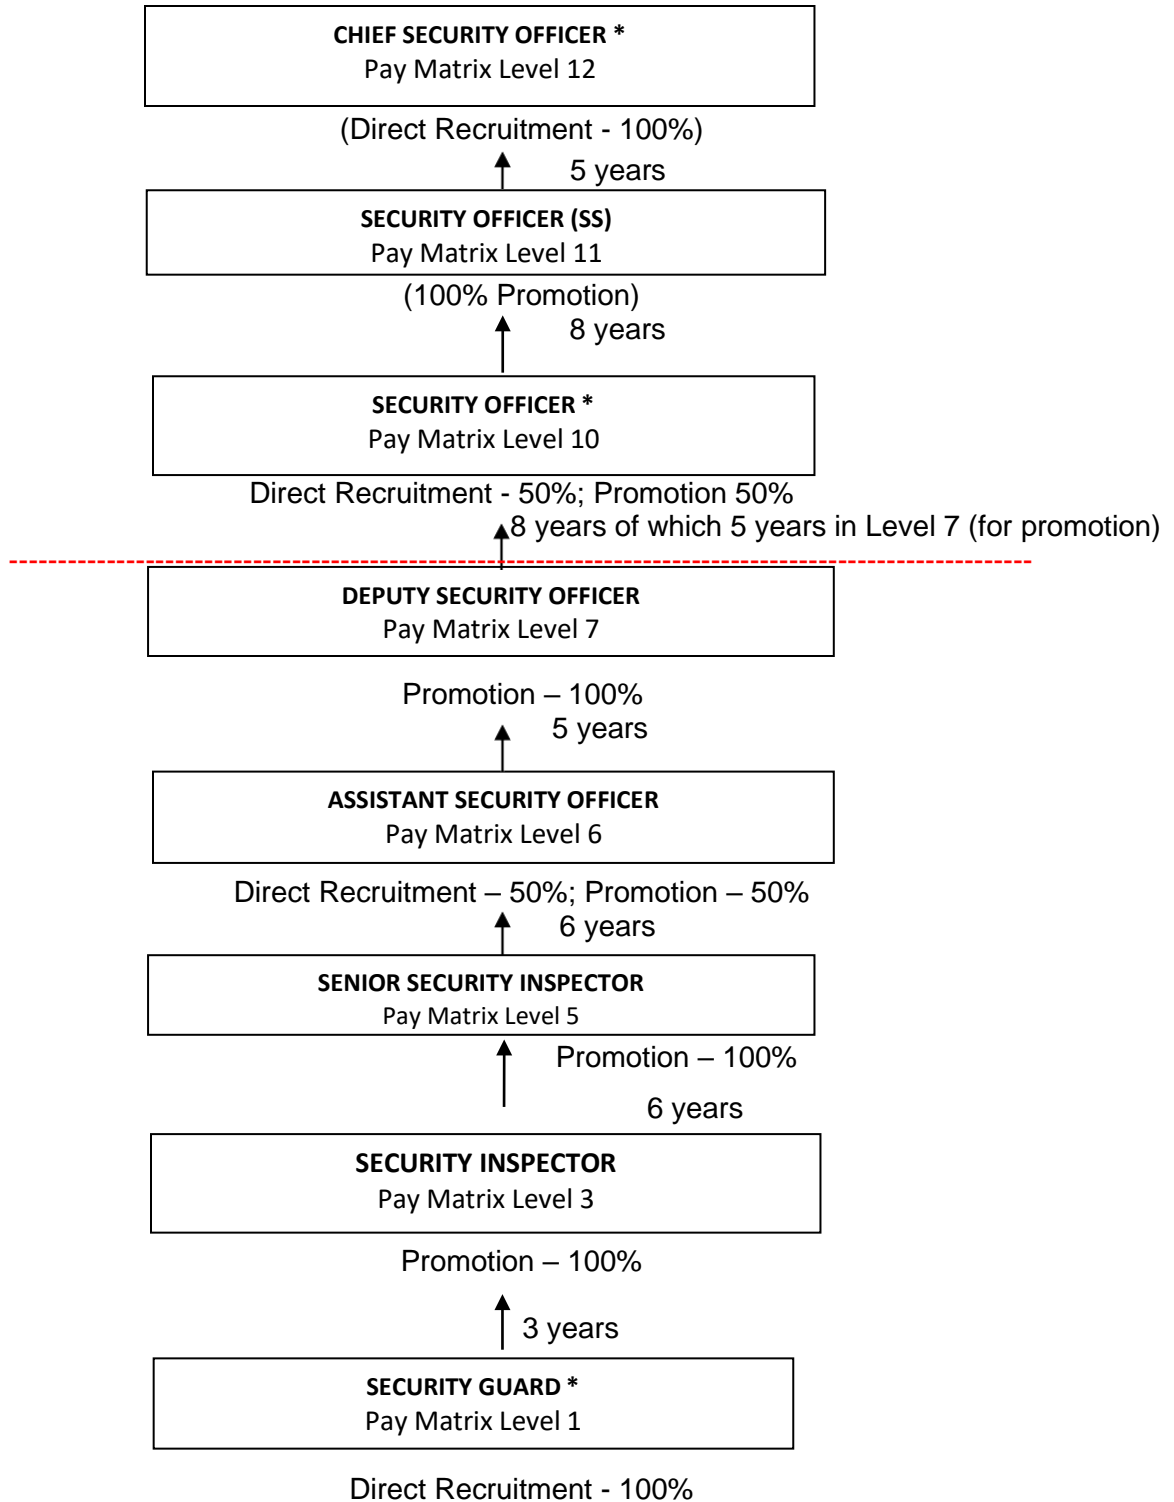 CHIEF SECURITY OFFICER *
Pay Matrix Level 12
(Direct Recruitment - 100%)
5 years
SECURITY OFFICER (SS)
Pay Matrix Level 11
(100% Promotion)
8 years
SECURITY OFFICER *
Pay Matrix Level 10
Direct Recruitment - 50%; Promotion 50%
8 years of which 5 years in Level 7 (for promotion)
DEPUTY SECURITY OFFICER
Pay Matrix Level 7
Promotion – 100%
5 years
ASSISTANT SECURITY OFFICER
Pay Matrix Level 6
Direct Recruitment – 50%; Promotion – 50%
6 years
SENIOR SECURITY INSPECTOR
Pay Matrix Level 5
Promotion – 100%
6 years
SECURITY INSPECTOR
Pay Matrix Level 3
Promotion – 100%
3 years
SECURITY GUARD *
Pay Matrix Level 1
Direct Recruitment - 100%